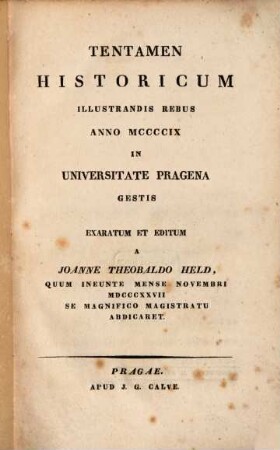 TENTAMEN
HISTORICUM
ILLUSTRANDIS REBUS
ANNO MCCCCIX
IN
UNIVERSITATE PRAGENA
GESTIS
EXARATUM ET EDITUM
A
JOANNE THEOBALDO HELD,
QUUM INEUNTE MENSE NOVEMBRI
MDCCCXXVII
SE MAGNIFICO MAGISTRATU
ABDICARET.
PRAGAE.
APUD J. G. CALVE.